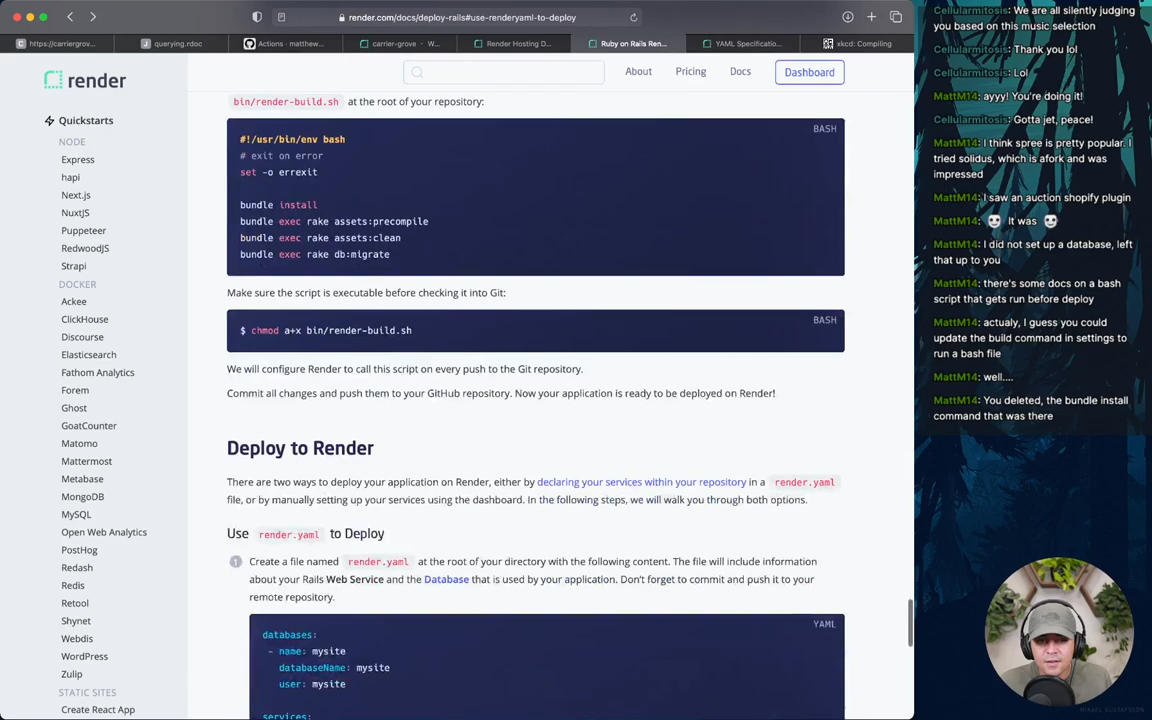 render.com/docs/deploy-rails#use-renderyaml-to-deploy
https://carriergrov...
querying.rdoc
Actions · matthew...
carrier-grove · W...
Render Hosting D...
Ruby on Rails Ren...
YAML Specificatio...
xkcd: Compiling
render
About
Pricing
Docs
Dashboard
Quickstarts
NODE
Express
hapi
Next.js
NuxtJS
Puppeteer
RedwoodJS
Strapi
DOCKER
Ackee
ClickHouse
Discourse
Elasticsearch
Fathom Analytics
Forem
Ghost
GoatCounter
Matomo
Mattermost
Metabase
MongoDB
MySQL
Open Web Analytics
PostHog
Redash
Redis
Retool
Shynet
Webdis
WordPress
Zulip
STATIC SITES
Create React App
bin/render-build.sh at the root of your repository:
BASH
#!/usr/bin/env bash
# exit on error
set -o errexit
bundle install
bundle exec rake assets:precompile
bundle exec rake assets:clean
bundle exec rake db:migrate
Make sure the script is executable before checking it into Git:
BASH
$ chmod a+x bin/render-build.sh
We will configure Render to call this script on every push to the Git repository.
Commit all changes and push them to your GitHub repository. Now your application is ready to be deployed on Render!
Deploy to Render
There are two ways to deploy your application on Render, either by declaring your services within your repository in a render.yaml
file, or by manually setting up your services using the dashboard. In the following steps, we will walk you through both options.
Use render.yaml to Deploy
1 Create a file named render.yaml at the root of your directory with the following content. The file will include information
about your Rails Web Service and the Database that is used by your application. Don't forget to commit and push it to your
remote repository.
YAML
databases:
- name: mysite
databaseName: mysite
user: mysite
services:
Cellularmitosis: We are all silently judging
you based on this music selection
Cellularmitosis: Thank you lol
Cellularmitosis: Lol
MattM14: ayyy! You're doing it!
Cellularmitosis: Gotta jet, peace!
MattM14: I think spree is pretty popular. I
tried solidus, which is afork and was
impressed
MattM14: I saw an auction shopify plugin
MattM14: It was
MattM14: I did not set up a database, left
that up to you
MattM14: there's some docs on a bash
script that gets run before deploy
MattM14: actualy, I guess you could
update the build command in settings to
run a bash file
MattM14: well....
MattM14: You deleted, the bundle install
command that was there
MIKAEL GUSTAFSSON